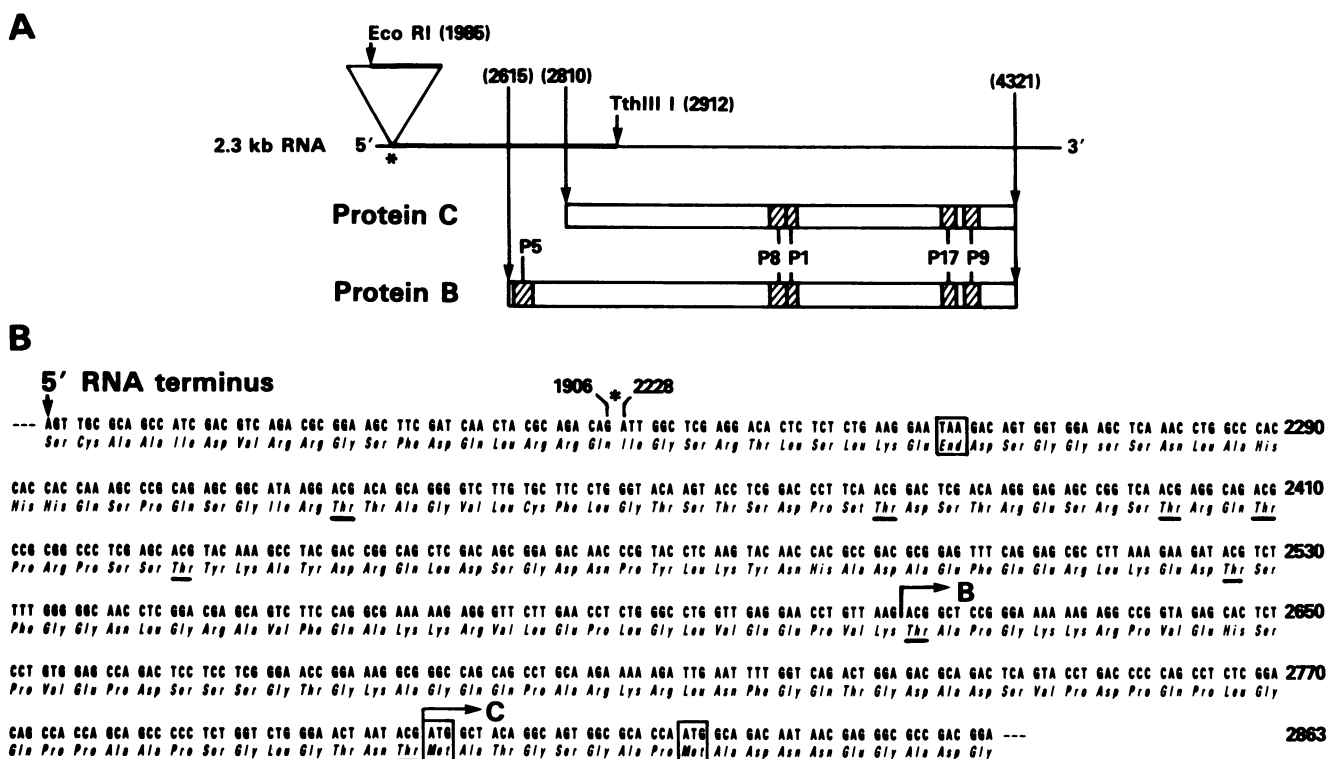 A
Eco RI (1985)
(2615) (2810)
(4321)
TthIII I (2912)
2.3 kb RNA 5′ 3′
*
Protein C
P5 P8 P1 P17 P9
Protein B
B
5′ RNA terminus 1906 * 2228
--- AGT TGC GCA GCC ATC GAC GTC AGA CGC GGA AGC TTC GAT CAA CTA CGC AGA CAG ATT GGC TCG AGG ACA CTC TCT CTG AAG GAA TAA GAC AGT GGT GGA AGC TCA AAC CTG GCC CAC 2290
Ser Cys Ala Ala Ile Asp Val Arg Arg Gly Ser Phe Asp Gln Leu Arg Arg Gln Ile Gly Ser Arg Thr Leu Ser Leu Lys Glu End Asp Ser Gly Gly ser Ser Asn Leu Ala His
CAC CAC CAA AGC CCG CAG AGC GGC ATA AGG ACG ACA GCA GGG GTC TTG TGC TTC CTG GGT ACA AGT ACC TCG GAC CCT TCA ACG GAC TCG ACA AGG GAG AGC CGG TCA ACG AGG CAG ACG 2410
His His Gln Ser Pro Gln Ser Gly Ile Arg Thr Thr Ala Gly Val Leu Cys Phe Leu Gly Thr Ser Thr Ser Asp Pro Set Thr Asp Ser Thr Arg Glu Ser Arg Ser Thr Arg Gln Thr
CCG CGG CCC TCG AGC ACG TAC AAA GCC TAC GAC CGG CAG CTC GAC AGC GGA GAC AAC CCG TAC CTC AAG TAC AAC CAC GCC GAC GCG GAG TTT CAG GAG CGC CTT AAA GAA GAT ACG TCT 2530
Pro Arg Pro Ser Ser Thr Tyr Lys Ala Tyr Asp Arg Gln Leu Asp Ser Gly Asp Asn Pro Tyr Leu Lys Tyr Asn His Ala Asp Ala Glu Phe Gln Glu Arg Leu Lys Glu Asp Thr Ser
B
TTT GGG GGC AAC CTC GGA CGA GCA GTC TTC CAG GCG AAA AAG AGG GTT CTT GAA CCT CTG GGC CTG GTT GAG GAA CCT GTT AAG ACG GCT CCG GGA AAA AAG AGG CCG GTA GAG CAC TCT 2650
Phe Gly Gly Asn Leu Gly Arg Ala Val Phe Gln Ala Lys Lys Arg Val Leu Glu Pro Leu Gly Leu Val Glu Glu Pro Val Lys Thr Ala Pro Gly Lys Lys Arg Pro Val Glu His Ser
CCT GTG GAG CCA GAC TCC TCC TCG GGA ACC GGA AAG GCG GGC CAG CAG CCT GCA AGA AAA AGA TTG AAT TTT GGT CAG ACT GGA GAC GCA GAC TCA GTA CCT GAC CCC CAG CCT CTC GGA 2770
Pro Val Glu Pro Asp Ser Ser Ser Gly Thr Gly Lys Ala Gly Gln Gln Pro Ala Arg Lys Arg Leu Asn Phe Gly Gln Thr Gly Asp Ala Asp Ser Val Pro Asp Pro Gln Pro Leu Gly
C
CAG CCA CCA GCA GCC CCC TCT GGT CTG GGA ACT AAT ACG ATG GCT ACA GGC AGT GGC GCA CCA ATG GCA GAC AAT AAC GAG GGC GCC GAC GGA --- 2863
Gln Pro Pro Ala Ala Pro Ser Gly Leu Gly Thr Asn Thr Met Ala Thr Gly Ser Gly Ala Pro Met Ala Asp Asn Asn Glu Gly Ala Asp Gly